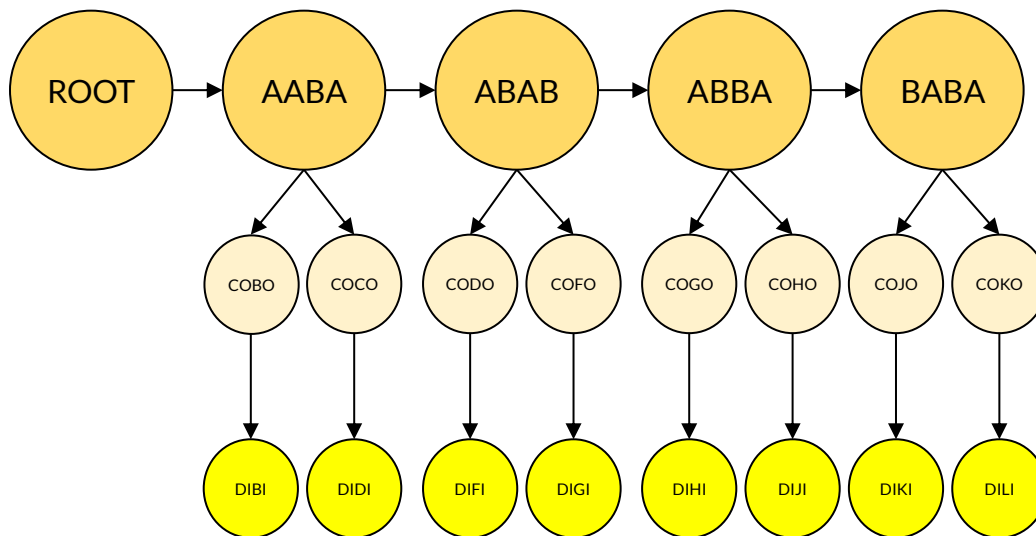 ROOT AABA ABAB ABBA BABA
COBO COCO CODO COFO COGO COHO COJO COKO
DIBI DIDI DIFI DIGI DIHI DIJI DIKI DILI